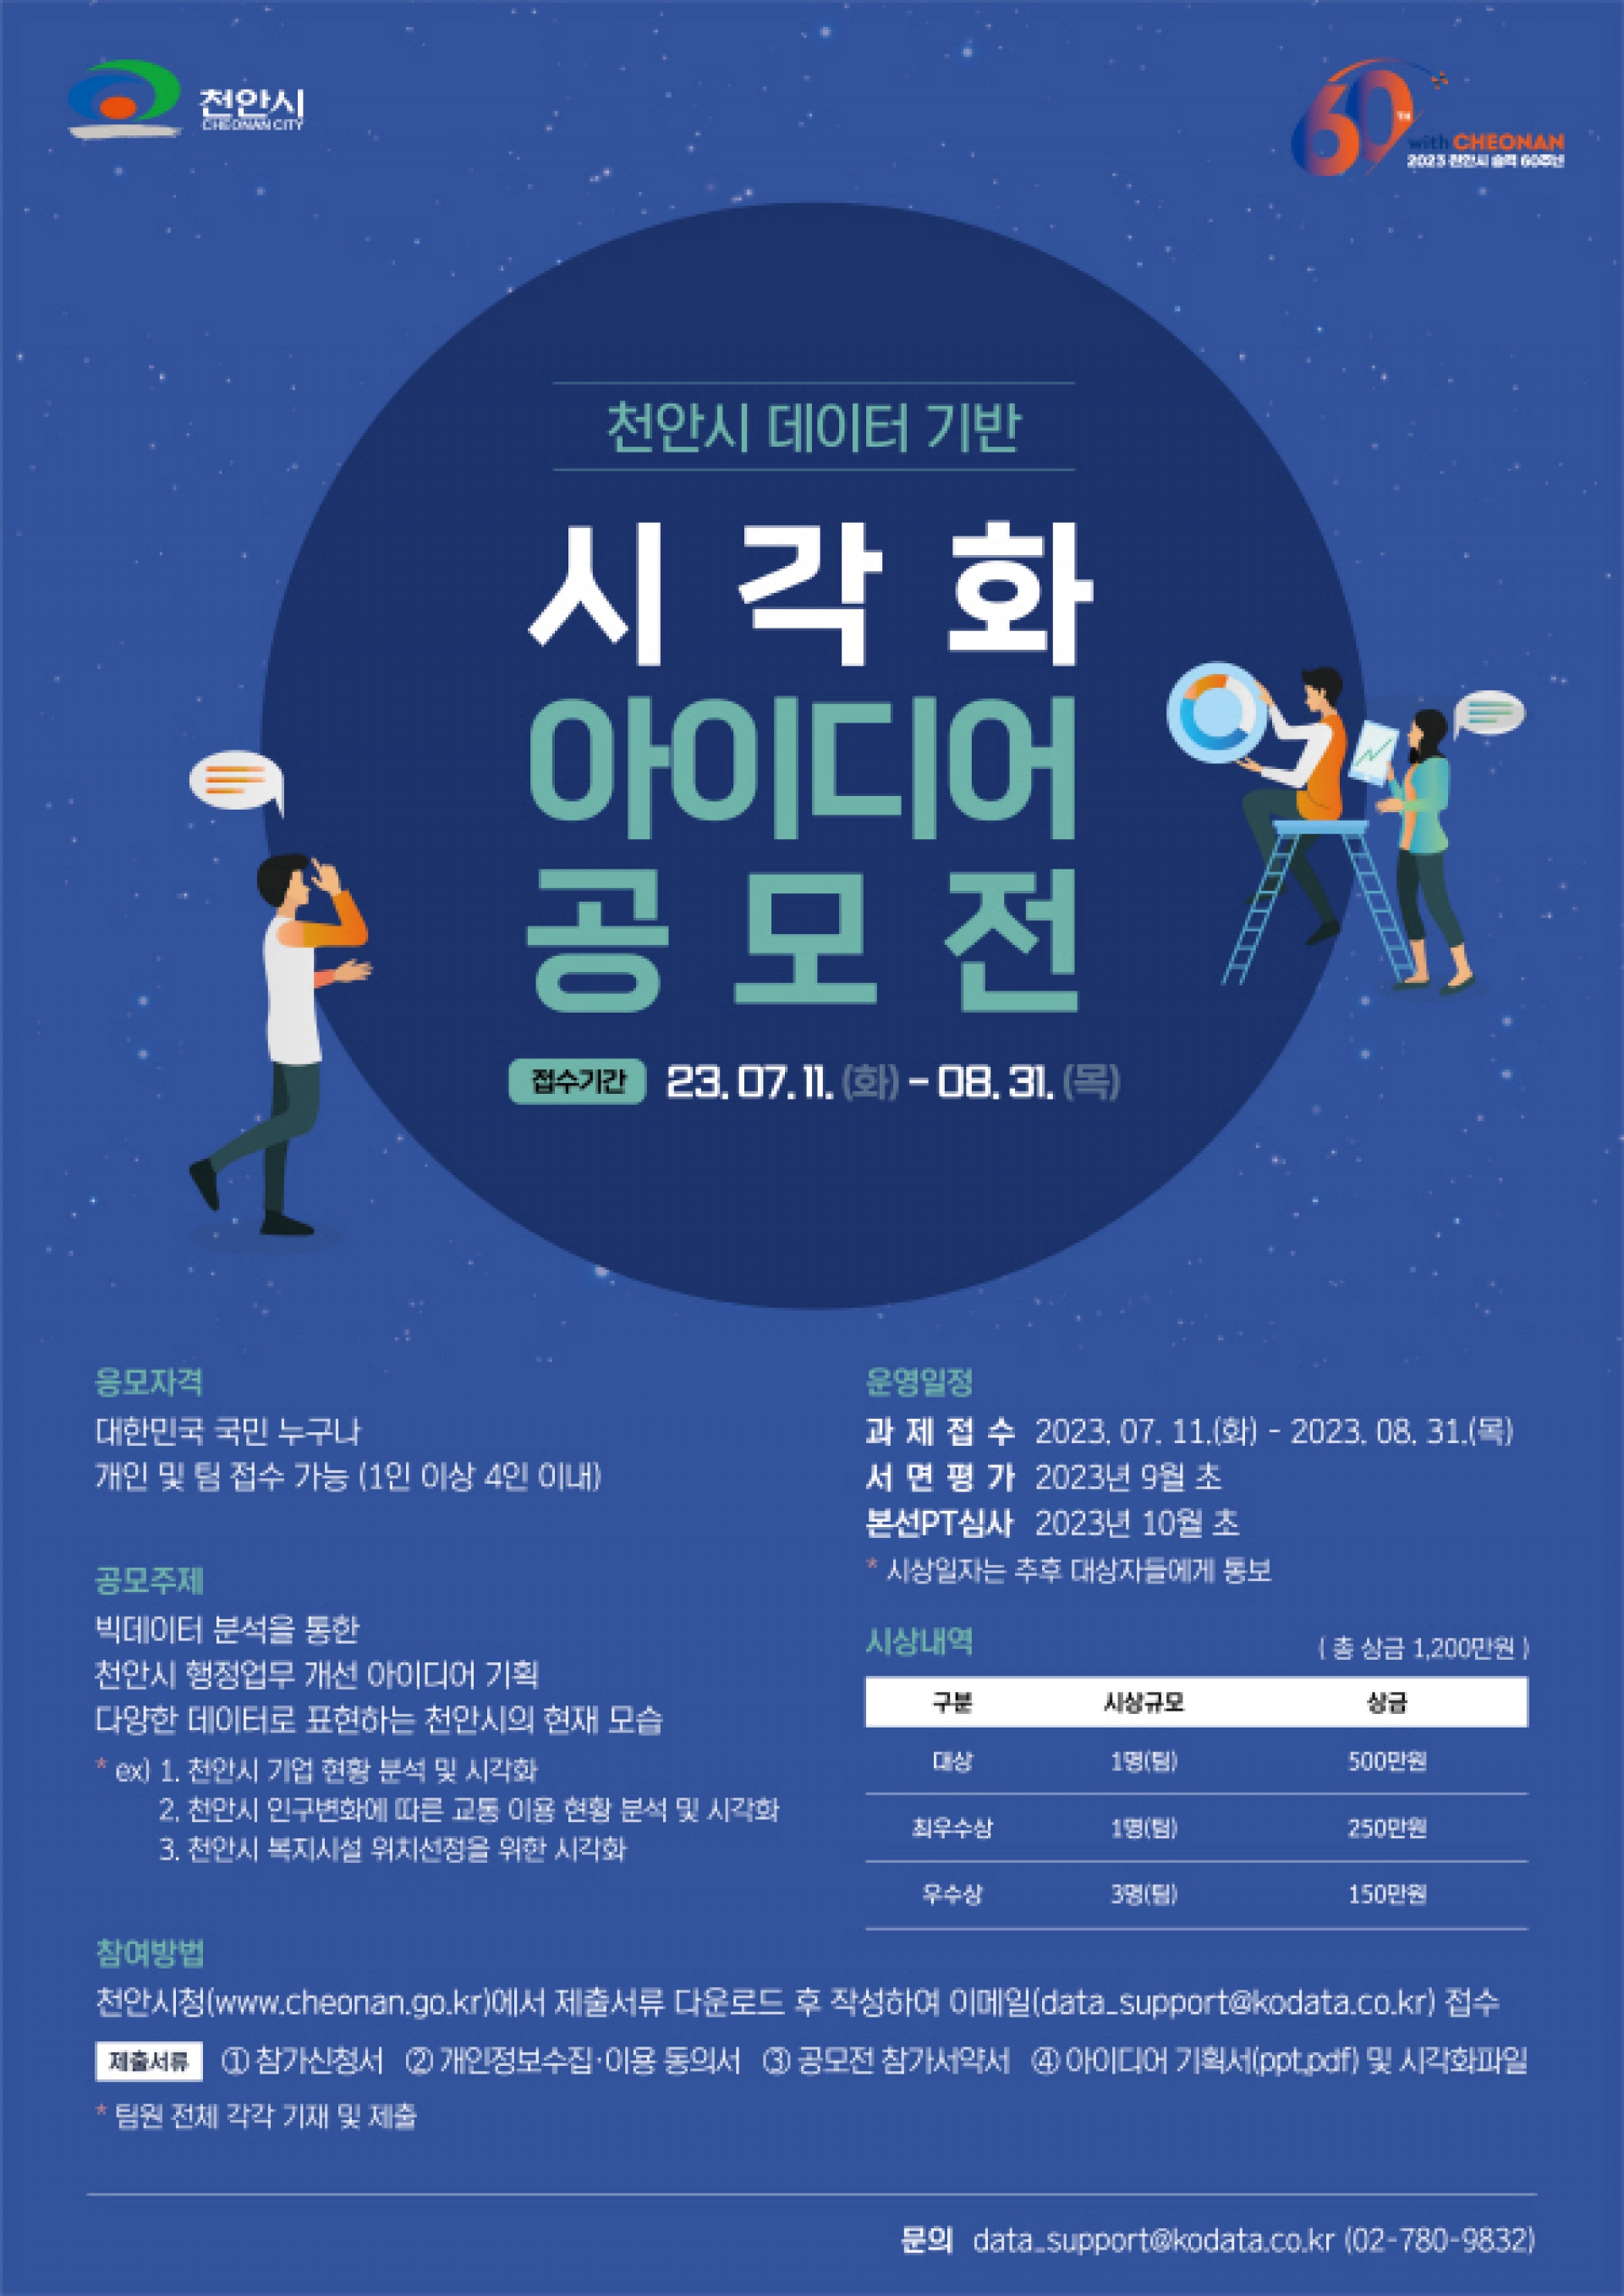 천안시
CHEONAN CITY
60TH
with CHEONAN
2023 천안시 승격 60주년
천안시 데이터 기반
시각화
아이디어
공모전
접수기간 23. 07. 11. (화) - 08. 31. (목)
응모자격
대한민국 국민 누구나
개인 및 팀 접수 가능 (1인 이상 4인 이내)
공모주제
빅데이터 분석을 통한
천안시 행정업무 개선 아이디어 기획
다양한 데이터로 표현하는 천안시의 현재 모습
* ex) 1. 천안시 기업 현황 분석 및 시각화
2. 천안시 인구변화에 따른 교통 이용 현황 분석 및 시각화
3. 천안시 복지시설 위치선정을 위한 시각화
운영일정
과 제 접 수 2023. 07. 11.(화) - 2023. 08. 31.(목)
서 면 평 가 2023년 9월 초
본선PT심사 2023년 10월 초
* 시상일자는 추후 대상자들에게 통보
시상내역 ( 총 상금 1,200만원 )
구분 시상규모 상금
대상 1명(팀) 500만원
최우수상 1명(팀) 250만원
우수상 3명(팀) 150만원
참여방법
천안시청(www.cheonan.go.kr)에서 제출서류 다운로드 후 작성하여 이메일(data_support@kodata.co.kr) 접수
제출서류 ① 참가신청서 ② 개인정보수집·이용 동의서 ③ 공모전 참가서약서 ④ 아이디어 기획서(ppt,pdf) 및 시각화파일
* 팀원 전체 각각 기재 및 제출
문의 data_support@kodata.co.kr (02-780-9832)